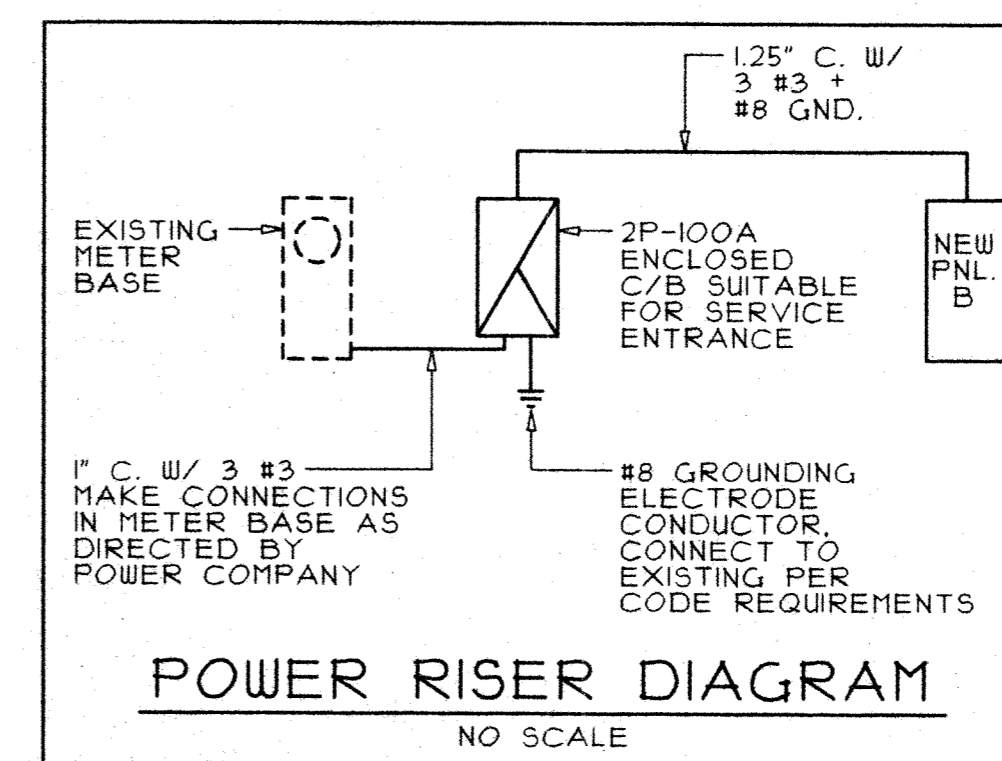 1.25" C. W/
3 #3 +
#8 GND.
EXISTING
METER
BASE
2P-100A
ENCLOSED
C/B SUITABLE
FOR SERVICE
ENTRANCE
NEW
PNL.
B
1" C. W/ 3 #3
MAKE CONNECTIONS
IN METER BASE AS
DIRECTED BY
POWER COMPANY
#8 GROUNDING
ELECTRODE
CONDUCTOR.
CONNECT TO
EXISTING PER
CODE REQUIREMENTS
POWER RISER DIAGRAM
NO SCALE